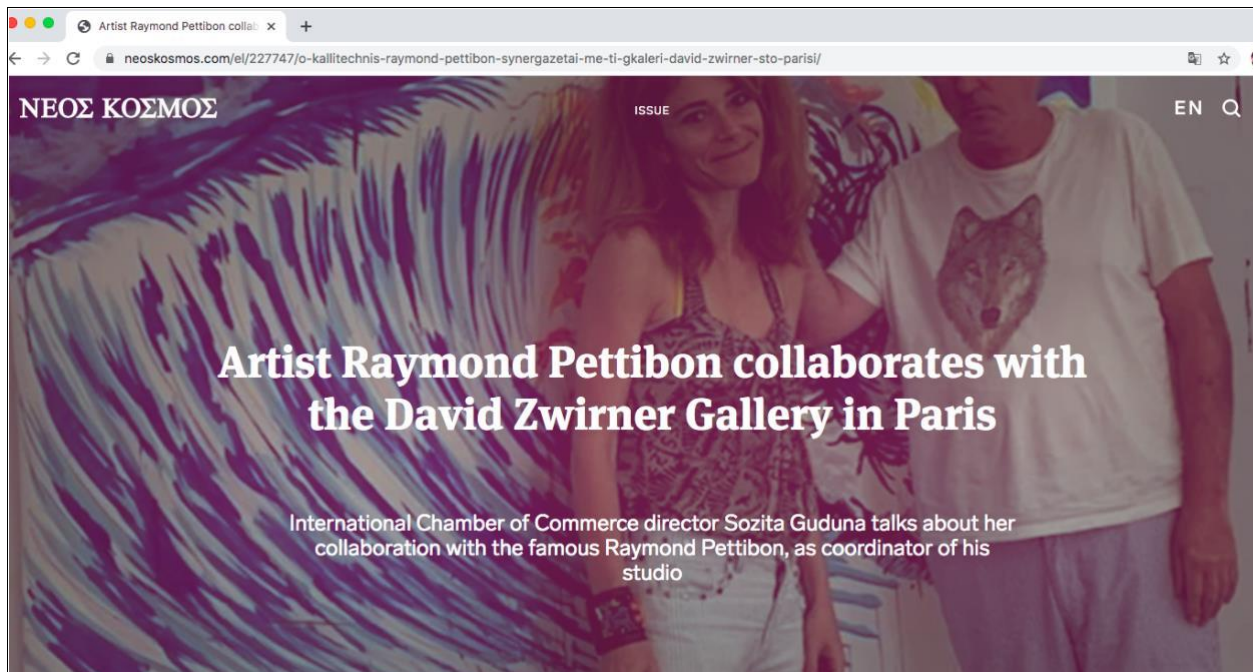 Artist Raymond Pettibon collab
neoskosmos.com/el/227747/o-kallitechnis-raymond-pettibon-synergazetai-me-ti-gkaleri-david-zwirner-sto-parisi/
ΝΕΟΣ ΚΟΣΜΟΣ
ISSUE
EN
Artist Raymond Pettibon collaborates with
the David Zwirner Gallery in Paris
International Chamber of Commerce director Sozita Guduna talks about her
collaboration with the famous Raymond Pettibon, as coordinator of his
studio